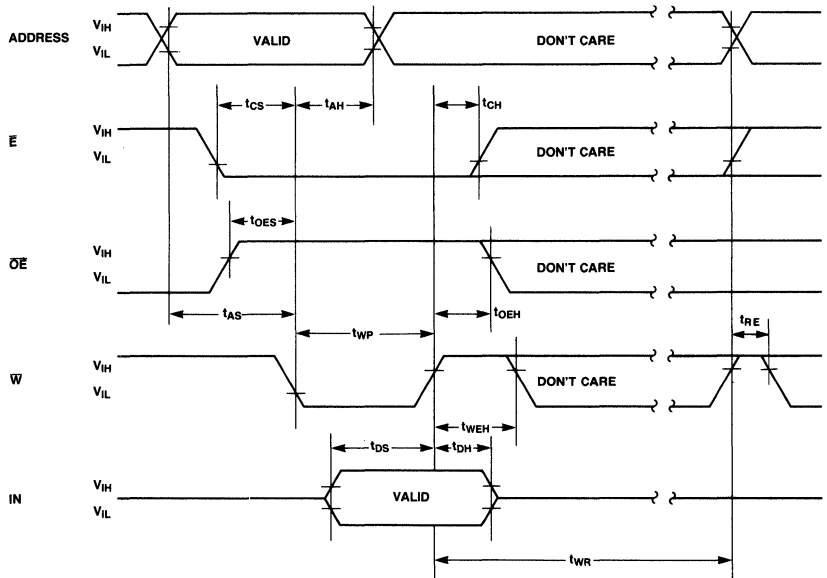 ADDRESS VIH VIL VALID DON'T CARE
tCS tAH tCH
E̅ VIH VIL DON'T CARE
tOES
O̅E̅ VIH VIL DON'T CARE
tAS tWP tOEH tRE
W̅ VIH VIL DON'T CARE
tWEH
tDS tDH
IN VIH VIL VALID
tWR